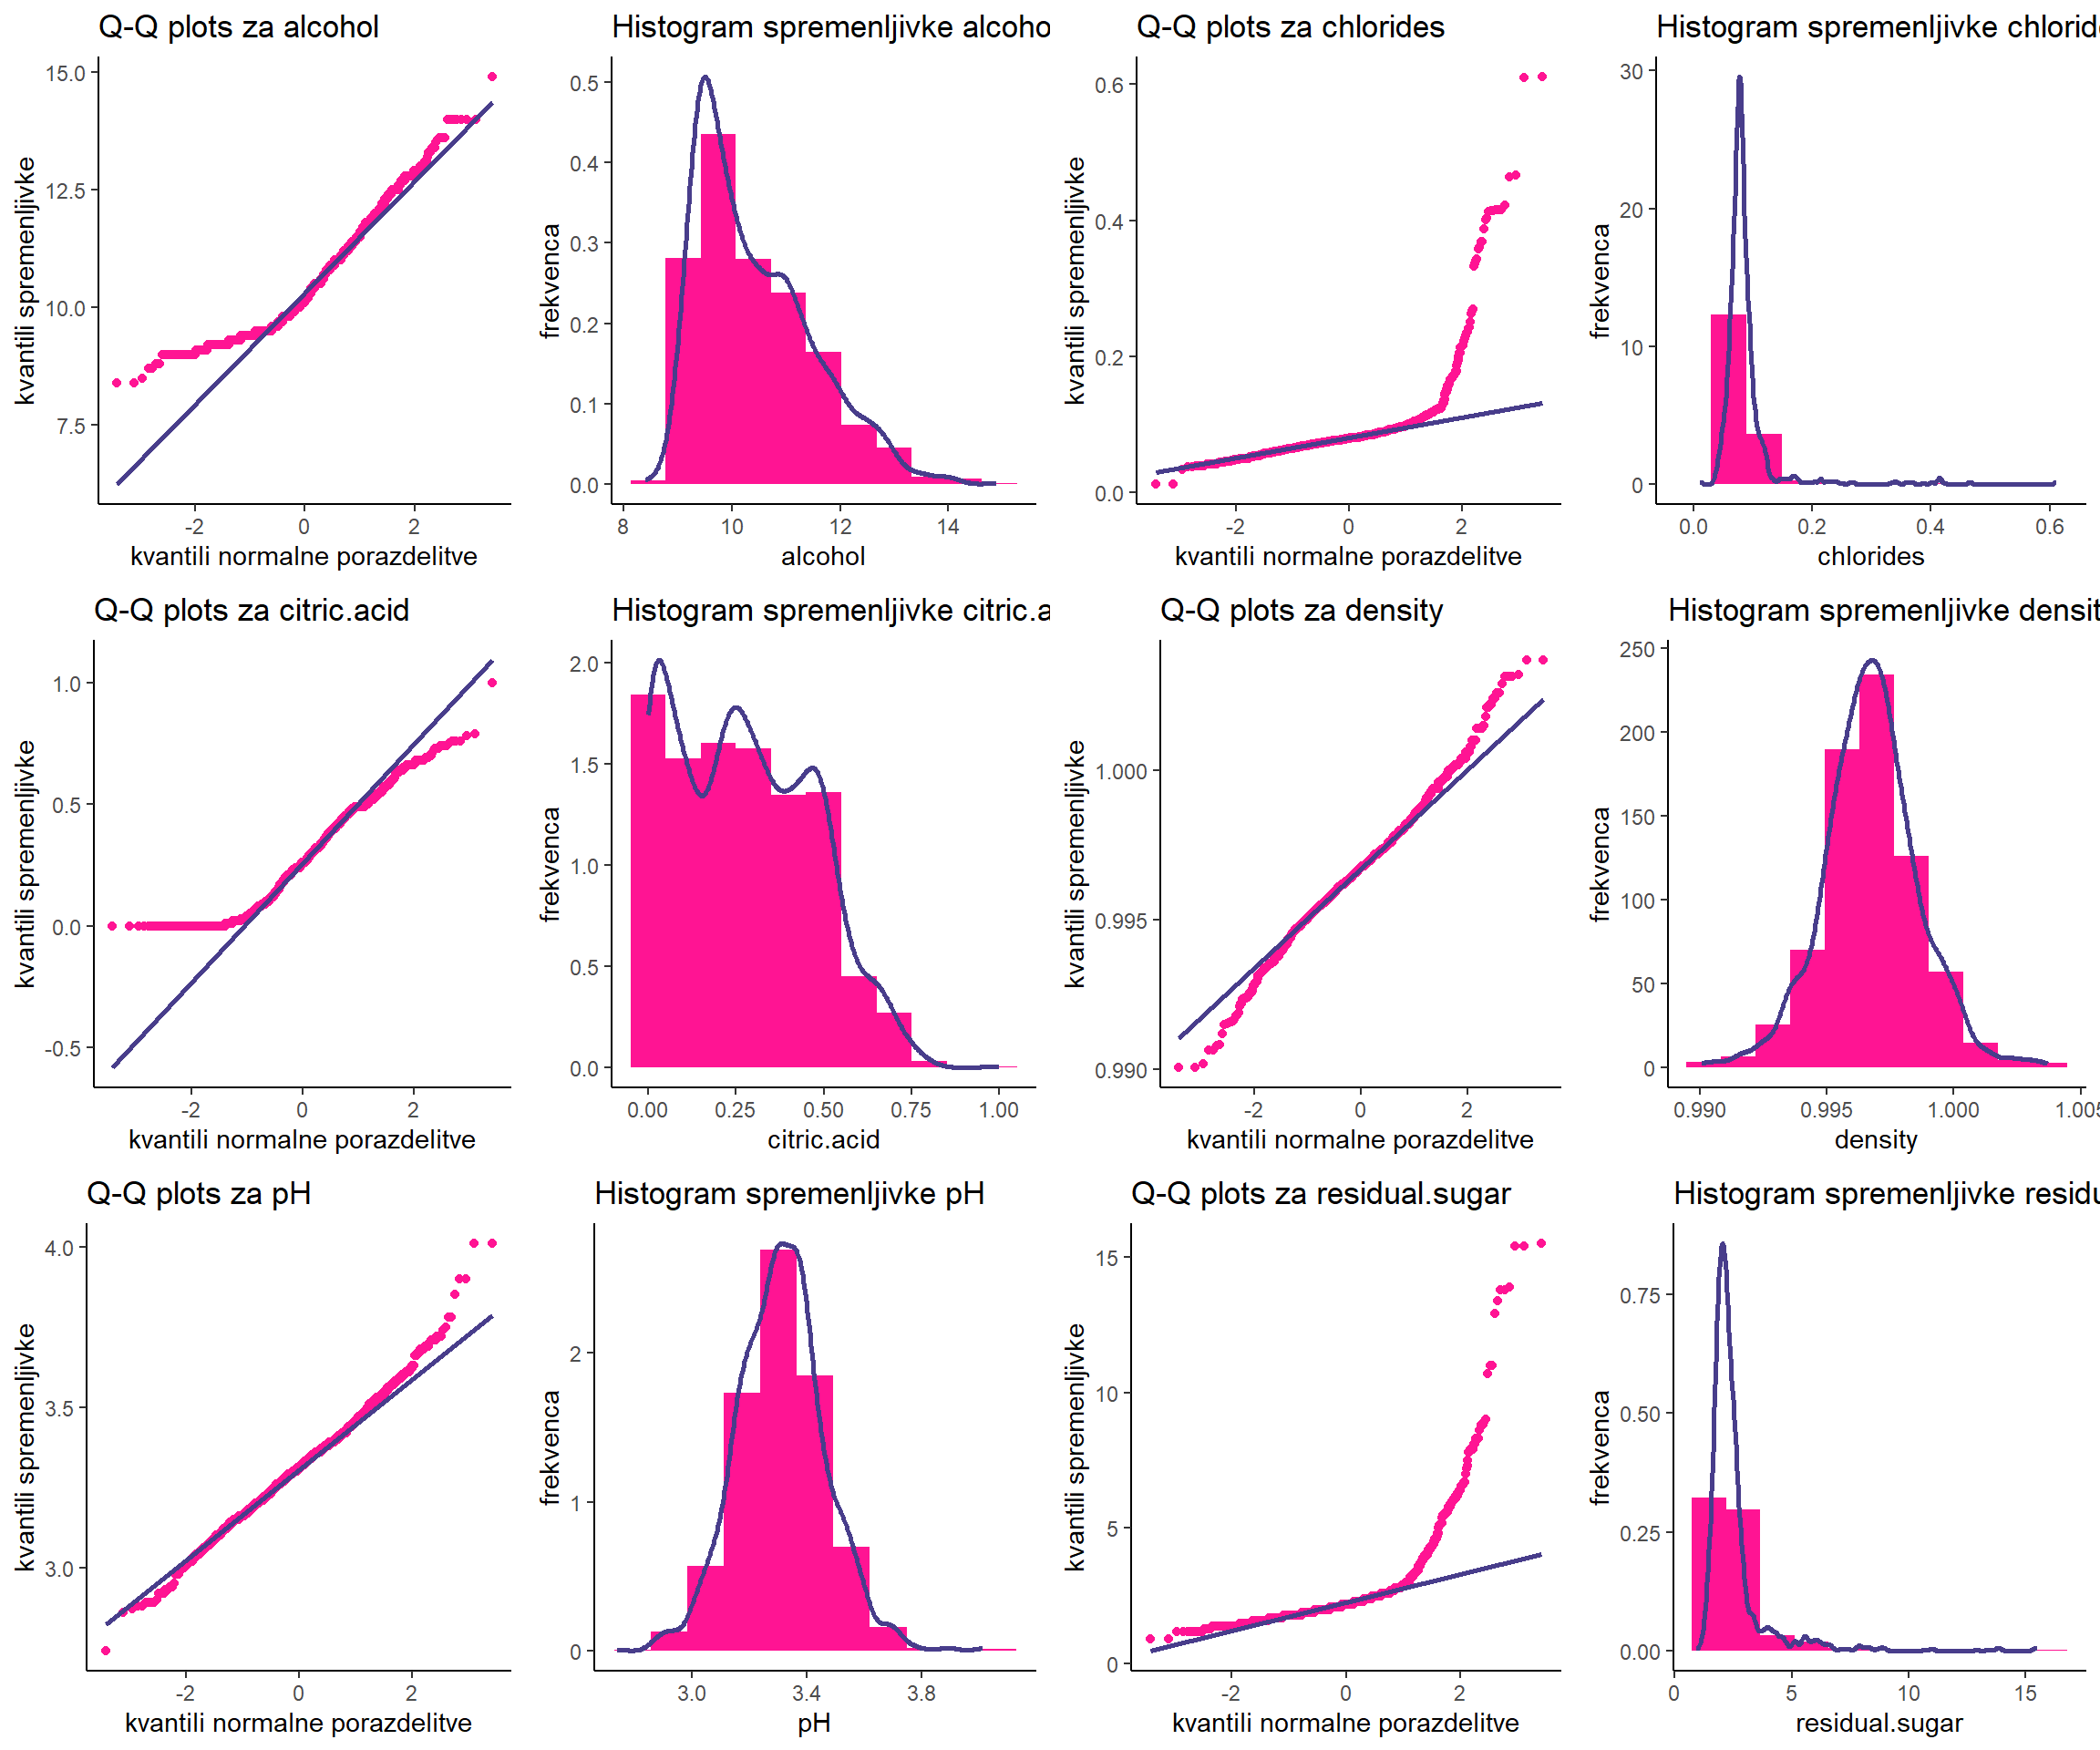 Q-Q plots za alcohol
kvantili spremenljivke
15.0
12.5
10.0
7.5
-2
0
2
kvantili normalne porazdelitve
Histogram spremenljivke alcoho
frekvenca
0.5
0.4
0.3
0.2
0.1
0.0
8
10
12
14
alcohol
Q-Q plots za chlorides
kvantili spremenljivke
0.6
0.4
0.2
0.0
-2
0
2
kvantili normalne porazdelitve
Histogram spremenljivke chlorid
frekvenca
30
20
10
0
0.0
0.2
0.4
0.6
chlorides
Q-Q plots za citric.acid
kvantili spremenljivke
1.0
0.5
0.0
-0.5
-2
0
2
kvantili normalne porazdelitve
Histogram spremenljivke citric.a
frekvenca
2.0
1.5
1.0
0.5
0.0
0.00
0.25
0.50
0.75
1.00
citric.acid
Q-Q plots za density
kvantili spremenljivke
1.000
0.995
0.990
-2
0
2
kvantili normalne porazdelitve
Histogram spremenljivke densit
frekvenca
250
200
150
100
50
0
0.990
0.995
1.000
1.005
density
Q-Q plots za pH
kvantili spremenljivke
4.0
3.5
3.0
-2
0
2
kvantili normalne porazdelitve
Histogram spremenljivke pH
frekvenca
2
1
0
3.0
3.4
3.8
pH
Q-Q plots za residual.sugar
kvantili spremenljivke
15
10
5
0
-2
0
2
kvantili normalne porazdelitve
Histogram spremenljivke residu
frekvenca
0.75
0.50
0.25
0.00
0
5
10
15
residual.sugar